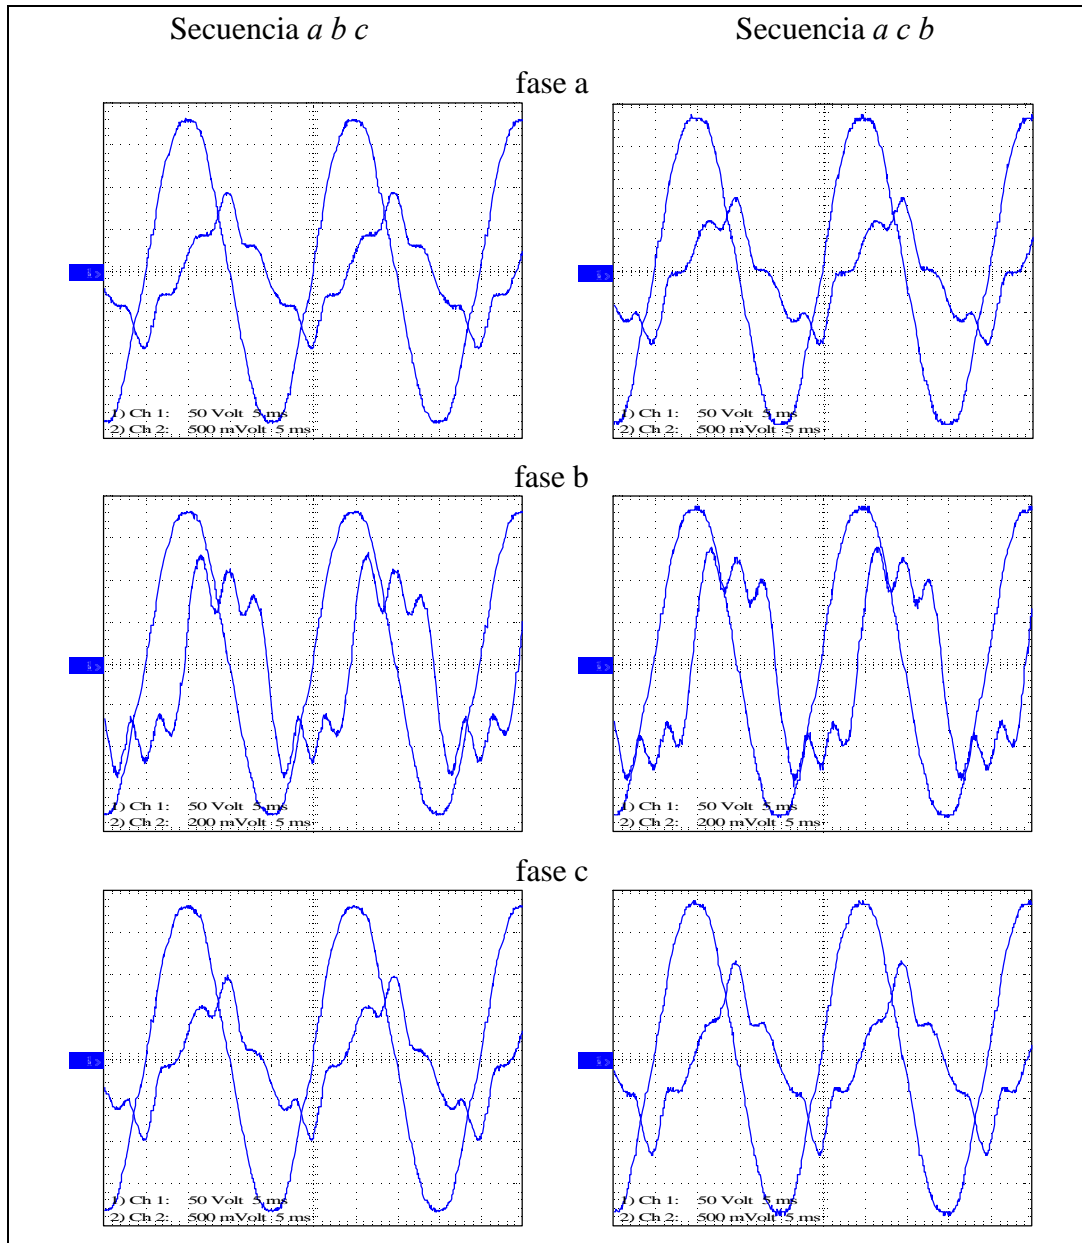 Secuencia a b c
Secuencia a c b
fase a
1) Ch 1: 50 Volt 5 ms
2) Ch 2: 500 mVolt 5 ms
1) Ch 1: 50 Volt 5 ms
2) Ch 2: 500 mVolt 5 ms
fase b
1) Ch 1: 50 Volt 5 ms
2) Ch 2: 200 mVolt 5 ms
1) Ch 1: 50 Volt 5 ms
2) Ch 2: 200 mVolt 5 ms
fase c
1) Ch 1: 50 Volt 5 ms
2) Ch 2: 500 mVolt 5 ms
1) Ch 1: 50 Volt 5 ms
2) Ch 2: 500 mVolt 5 ms